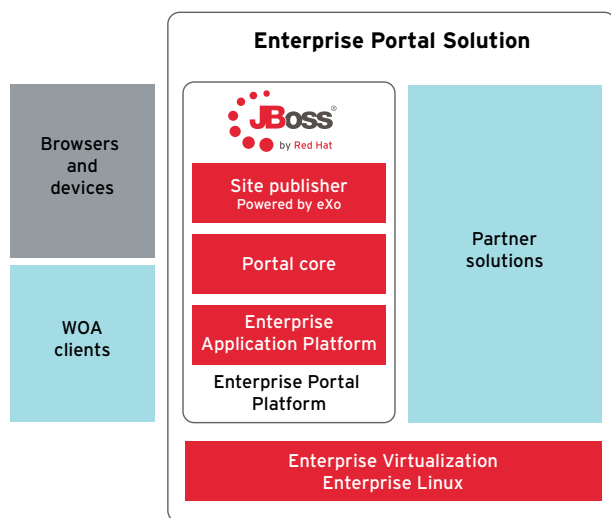 Enterprise Portal Solution
Browsers
and
devices
WOA
clients
JBoss®
by Red Hat
Site publisher
Powered by eXo
Portal core
Enterprise
Application Platform
Enterprise Portal
Platform
Partner
solutions
Enterprise Virtualization
Enterprise Linux